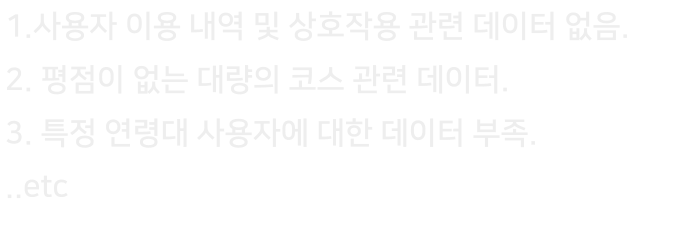 1.사용자 이용 내역 및 상호작용 관련 데이터 없음.
2. 평점이 없는 대량의 코스 관련 데이터.
3. 특정 연령대 사용자에 대한 데이터 부족.
..etc